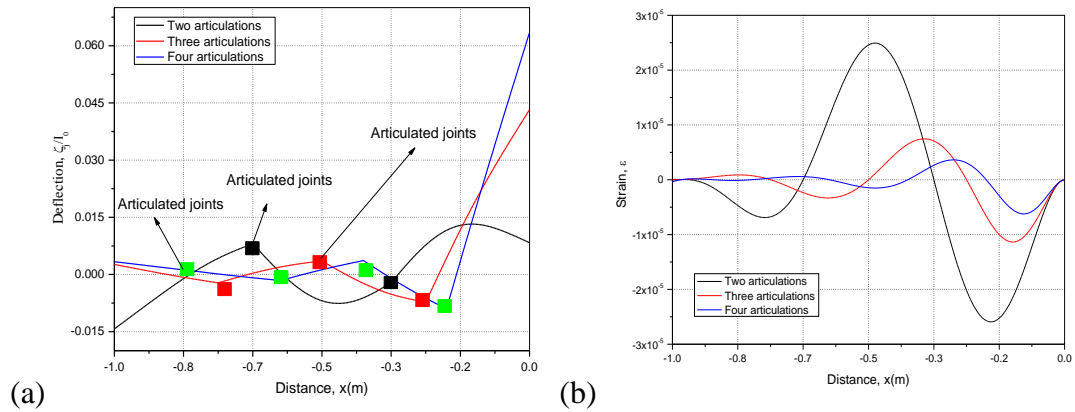 Two articulations
Three articulations
Four articulations
0.060
0.045
0.030
0.015
0.000
-0.015
Deflection, ζj/I0
Articulated joints
Articulated joints
Articulated joints
-1.0
-0.8
-0.7
-0.5
-0.3
-0.2
0.0
Distance, x(m)
(a)
3x10-5
2x10-5
1x10-5
0
-1x10-5
-2x10-5
-3x10-5
Strain, ε
Two articulations
Three articulations
Four articulations
-1.0
-0.8
-0.7
-0.5
-0.3
-0.2
0.0
Distance, x(m)
(b)